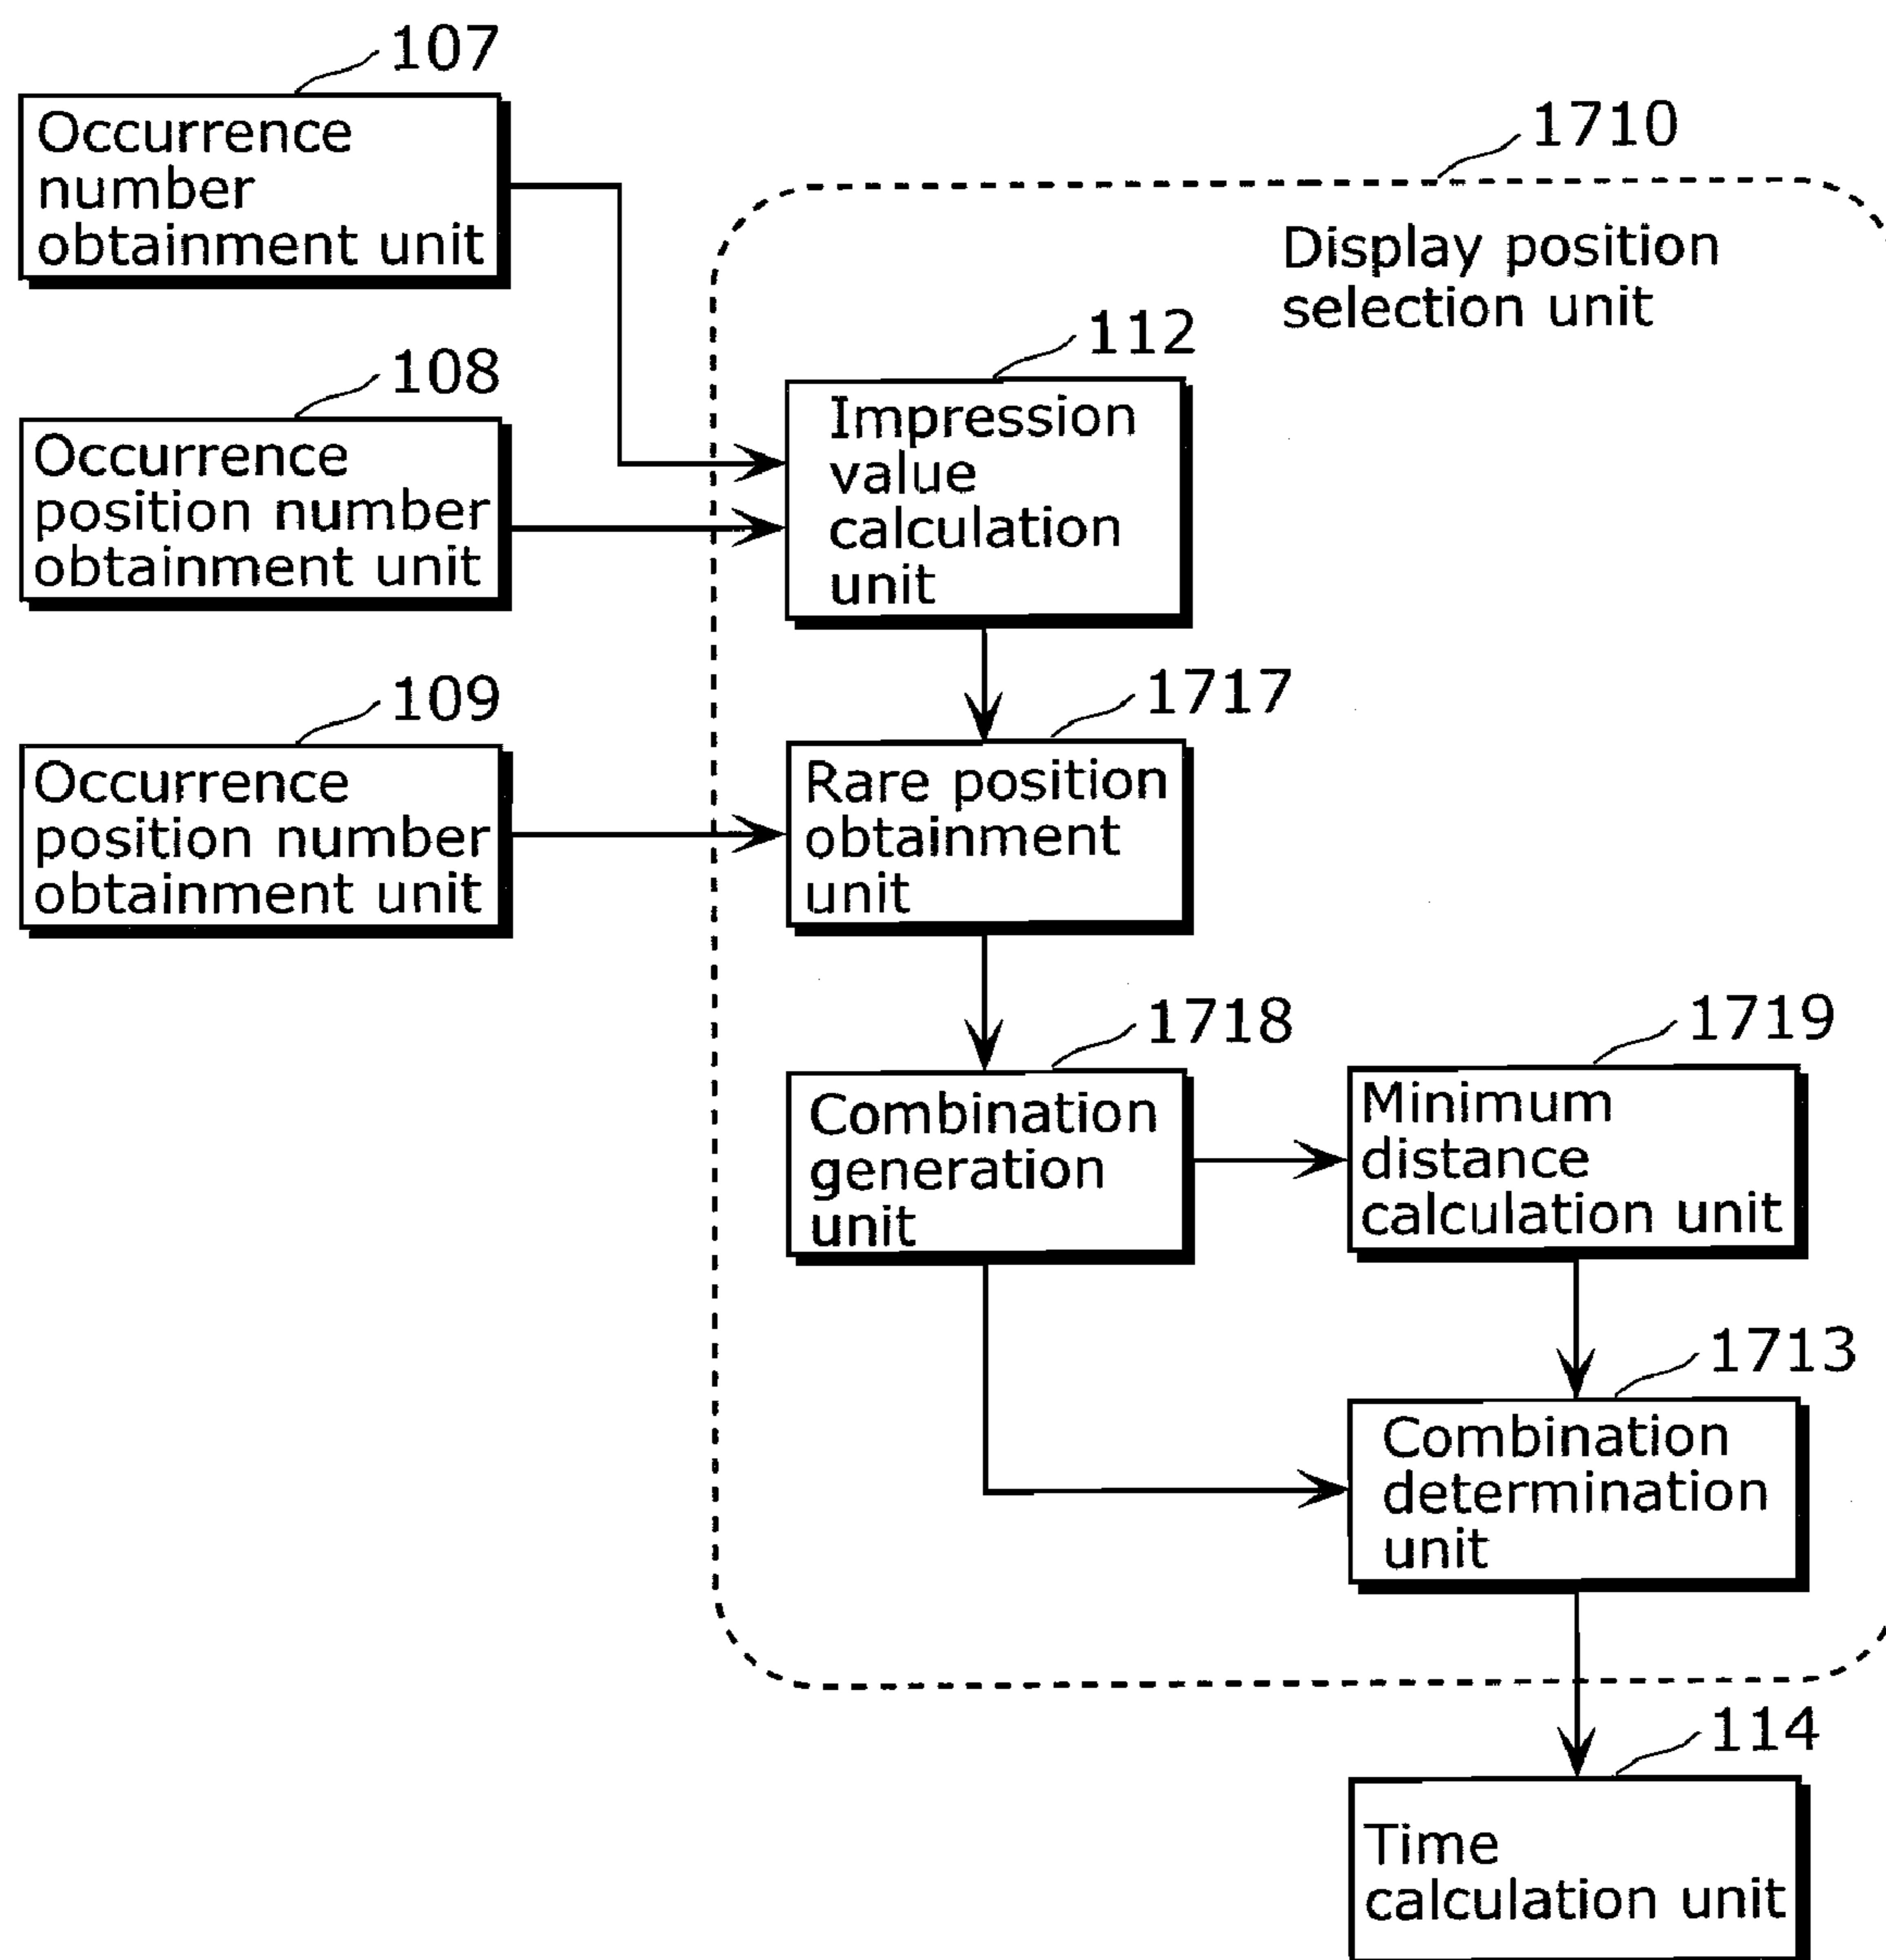 107
Occurrence
number
obtainment unit
1710
Display position
selection unit
108
Occurrence
position number
obtainment unit
112
Impression
value
calculation
unit
109
Occurrence
position number
obtainment unit
1717
Rare position
obtainment
unit
1718
Combination
generation
unit
1719
Minimum
distance
calculation unit
1713
Combination
determination
unit
114
Time
calculation unit